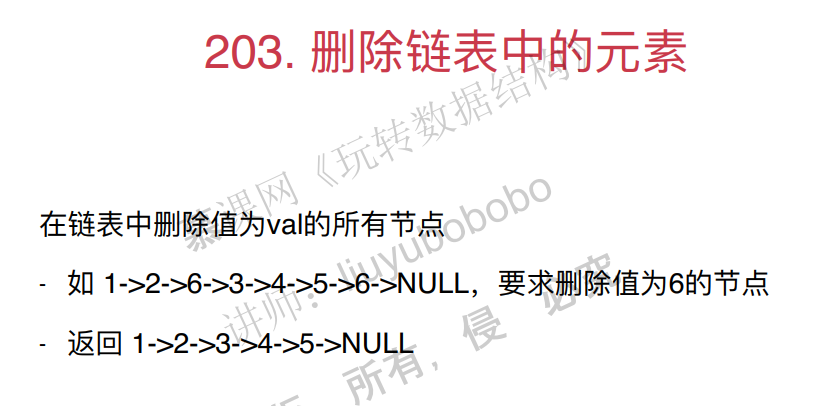 203. 删除链表中的元素
慕课网《玩转数据结构》
在链表中删除值为val的所有节点
讲师：liuyubobobo
- 如 1->2->6->3->4->5->6->NULL，要求删除值为6的节点
- 返回 1->2->3->4->5->NULL
所有，侵 必究